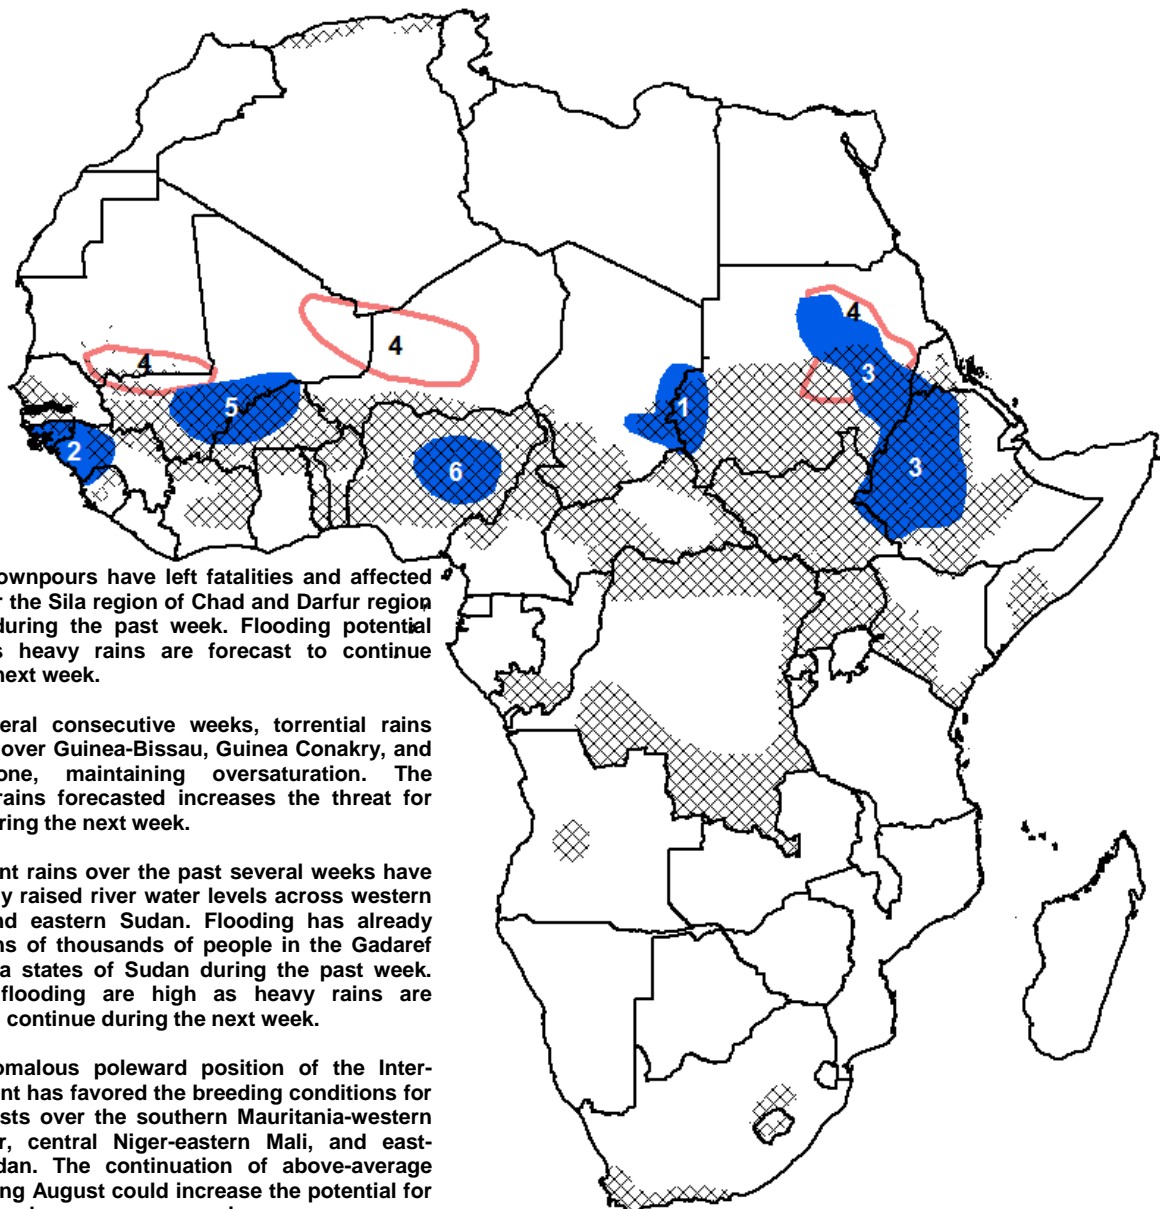 4
4
4
3
1
5
2
3
6
ownpours have left fatalities and affected
r the Sila region of Chad and Darfur region
during the past week. Flooding potential
s heavy rains are forecast to continue
next week.
eral consecutive weeks, torrential rains
over Guinea-Bissau, Guinea Conakry, and
one, maintaining oversaturation. The
rains forecasted increases the threat for
ring the next week.
nt rains over the past several weeks have
y raised river water levels across western
nd eastern Sudan. Flooding has already
ns of thousands of people in the Gadaref
a states of Sudan during the past week.
flooding are high as heavy rains are
continue during the next week.
omalous poleward position of the Inter-
nt has favored the breeding conditions for
sts over the southern Mauritania-western
r, central Niger-eastern Mali, and east-
dan. The continuation of above-average
ng August could increase the potential for